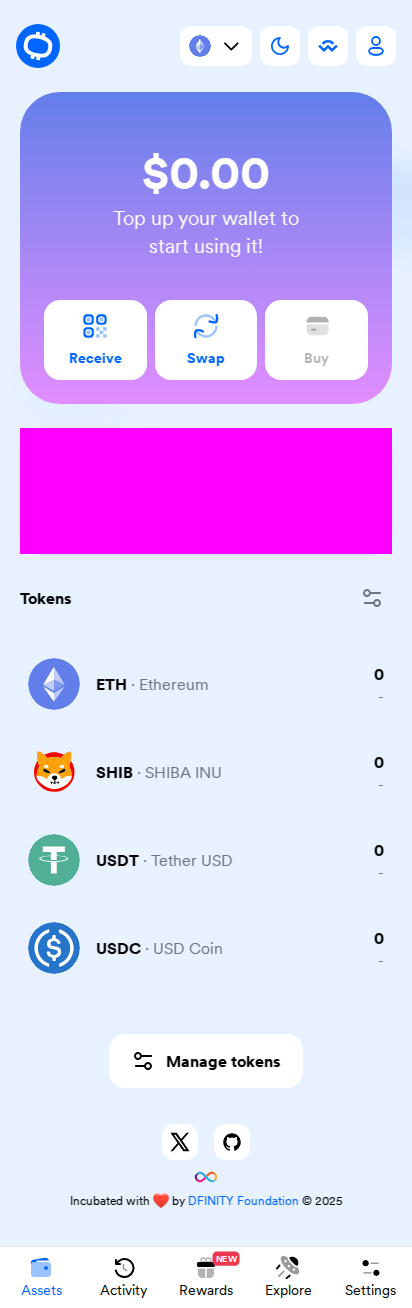 $0.00
Top up your wallet to
start using it!
Receive
Swap
Buy
Tokens
ETH · Ethereum
0
-
SHIB · SHIBA INU
0
-
USDT · Tether USD
0
-
USDC · USD Coin
0
-
Manage tokens
Incubated with ❤️ by DFINITY Foundation © 2025
NEW
Assets
Activity
Rewards
Explore
Settings